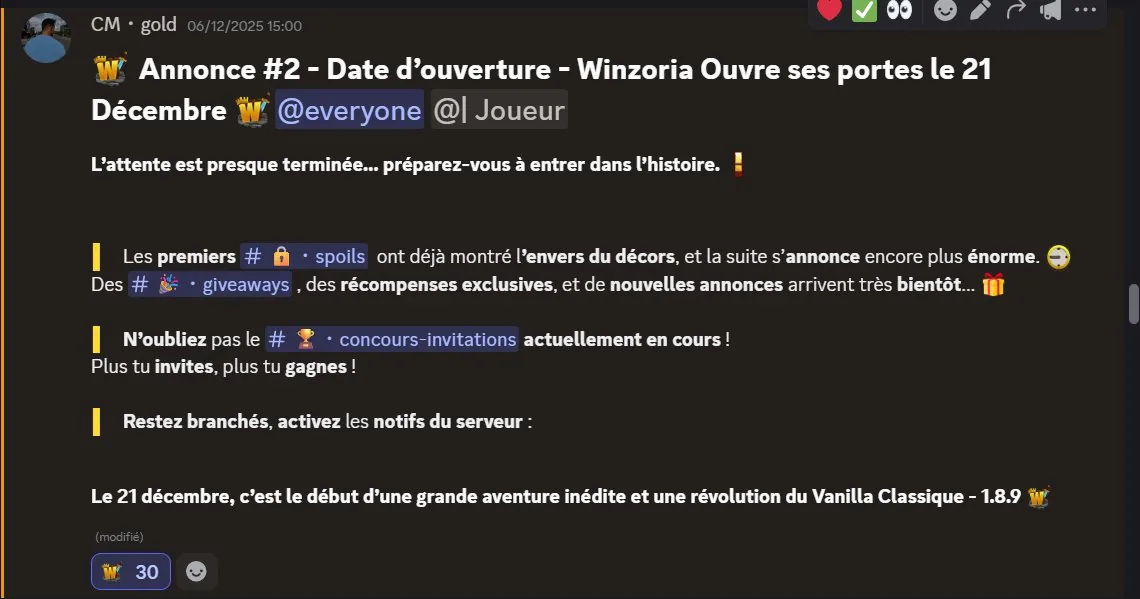 CM · gold 06/12/2025 15:00
Annonce #2 - Date d’ouverture - Winzoria Ouvre ses portes le 21
Décembre @everyone @| Joueur
L’attente est presque terminée... préparez-vous à entrer dans l’histoire.
Les premiers # · spoils ont déjà montré l’envers du décors, et la suite s’annonce encore plus énorme.
Des # · giveaways , des récompenses exclusives, et de nouvelles annonces arrivent très bientôt...
N’oubliez pas le # · concours-invitations actuellement en cours !
Plus tu invites, plus tu gagnes !
Restez branchés, activez les notifs du serveur :
Le 21 décembre, c’est le début d’une grande aventure inédite et une révolution du Vanilla Classique - 1.8.9
(modifié)
30